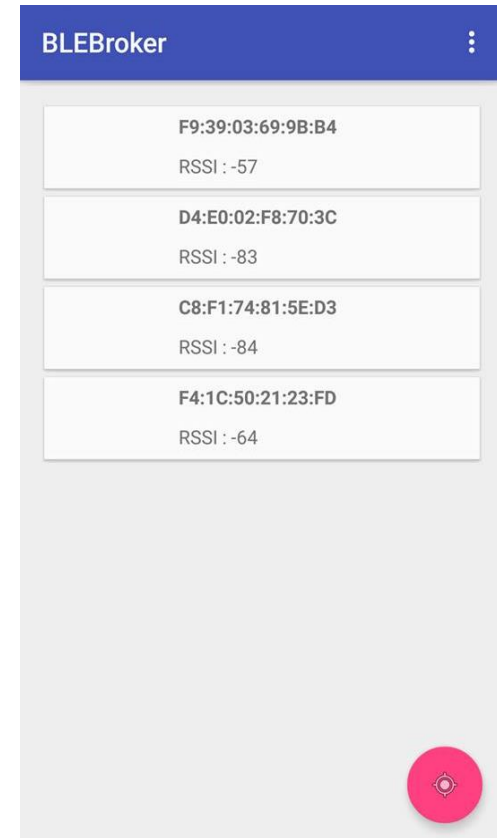 BLEBroker
F9:39:03:69:9B:B4
RSSI : -57
D4:E0:02:F8:70:3C
RSSI : -83
C8:F1:74:81:5E:D3
RSSI : -84
F4:1C:50:21:23:FD
RSSI : -64